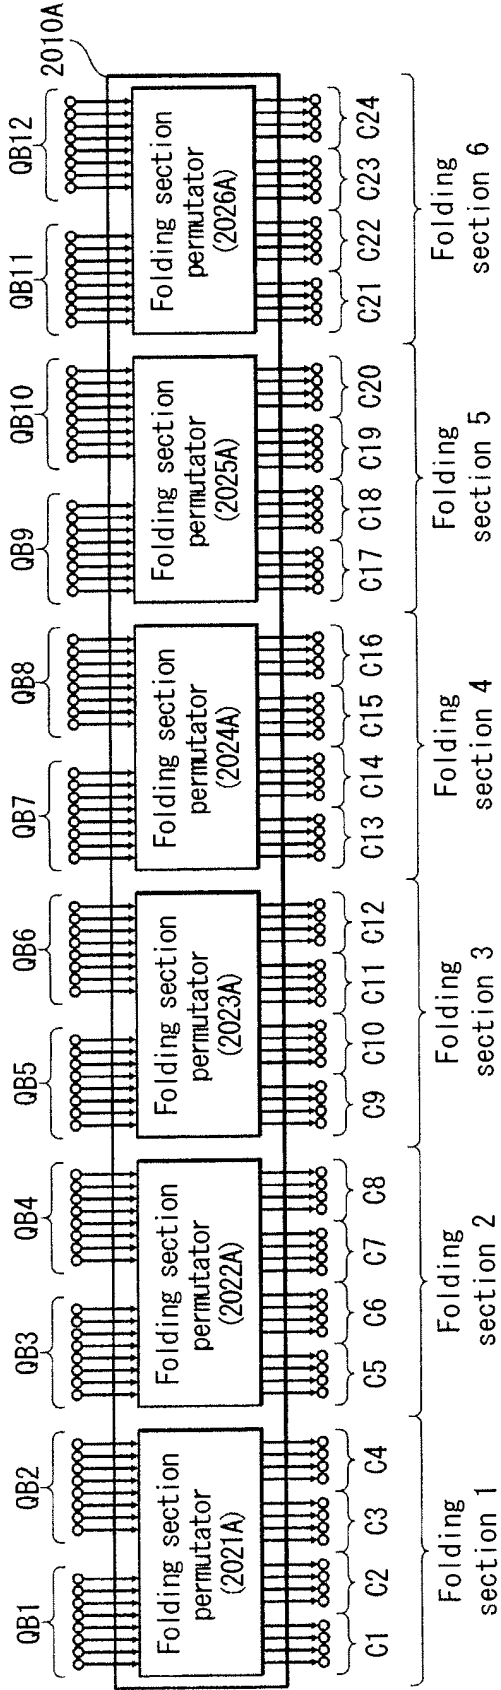 2010A
QB1 QB2 QB3 QB4 QB5 QB6 QB7 QB8 QB9 QB10 QB11 QB12
Folding section
permutator
(2021A)
Folding section
permutator
(2022A)
Folding section
permutator
(2023A)
Folding section
permutator
(2024A)
Folding section
permutator
(2025A)
Folding section
permutator
(2026A)
C1 C2 C3 C4 C5 C6 C7 C8 C9 C10 C11 C12 C13 C14 C15 C16 C17 C18 C19 C20 C21 C22 C23 C24
Folding
section 1
Folding
section 2
Folding
section 3
Folding
section 4
Folding
section 5
Folding
section 6